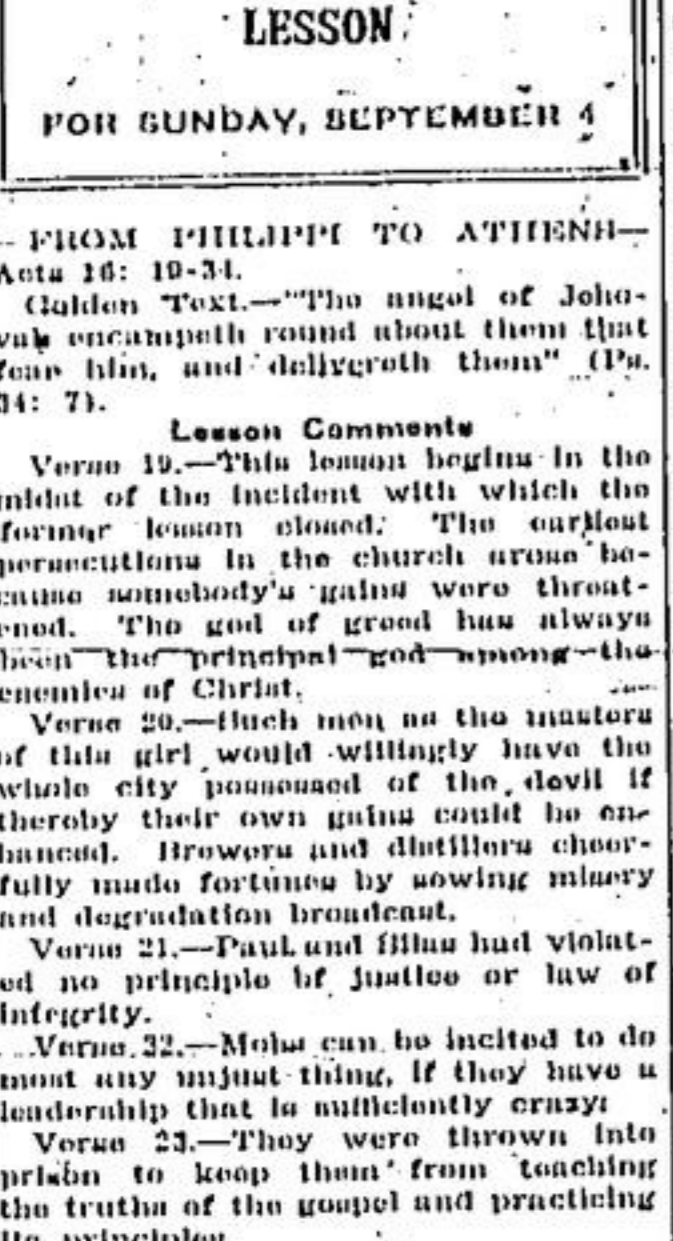 LESSON
FOR SUNDAY, SEPTEMBER 4
—FROM PHILIPPI TO ATHENS—
Acts 16: 19-34.
Golden Text.—"The angel of Jeho-
vah encampeth round about them that
fear him, and delivereth them" (Ps.
34: 7).
Lesson Comments
Verse 19.—This lesson begins in the
midst of the incident with which the
former lesson closed. The earliest
persecutions in the church arose be-
cause somebody's gains were threat-
ened. The god of greed has always
been the principal god among the
enemies of Christ.
Verse 20.—Such men as the masters
of this girl would willingly have the
whole city possessed of the devil if
thereby their own gains could be en-
hanced. Brewers and distillers cheer-
fully made fortunes by sowing misery
and degradation broadcast.
Verse 21.—Paul and Silas had violat-
ed no principle of justice or law of
integrity.
Verse 32.—Mobs can be incited to do
most any unjust thing, if they have a
leadership that is sufficiently crazy.
Verse 23.—They were thrown into
prison to keep them from teaching
the truths of the gospel and practicing
its principles